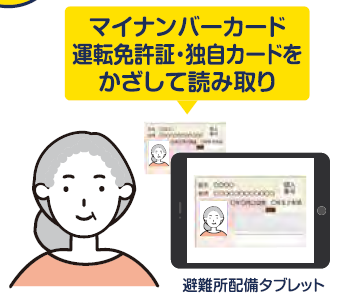 マイナンバーカード
運転免許証・独自カードを
かざして読み取り
避難所配備タブレット